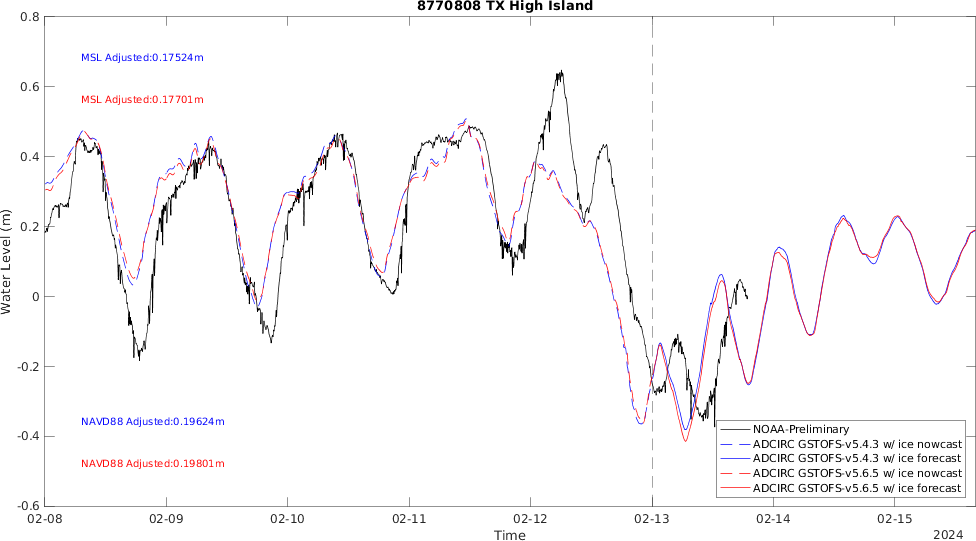 8770808 TX High Island
0.8
0.6
0.4
0.2
0
-0.2
-0.4
-0.6
Water Level (m)
MSL Adjusted:0.17524m
MSL Adjusted:0.17701m
NAVD88 Adjusted:0.19624m
NAVD88 Adjusted:0.19801m
NOAA-Preliminary
ADCIRC GSTOFS-v5.4.3 w/ ice nowcast
ADCIRC GSTOFS-v5.4.3 w/ ice forecast
ADCIRC GSTOFS-v5.6.5 w/ ice nowcast
ADCIRC GSTOFS-v5.6.5 w/ ice forecast
02-08 02-09 02-10 02-11 02-12 02-13 02-14 02-15
Time
2024